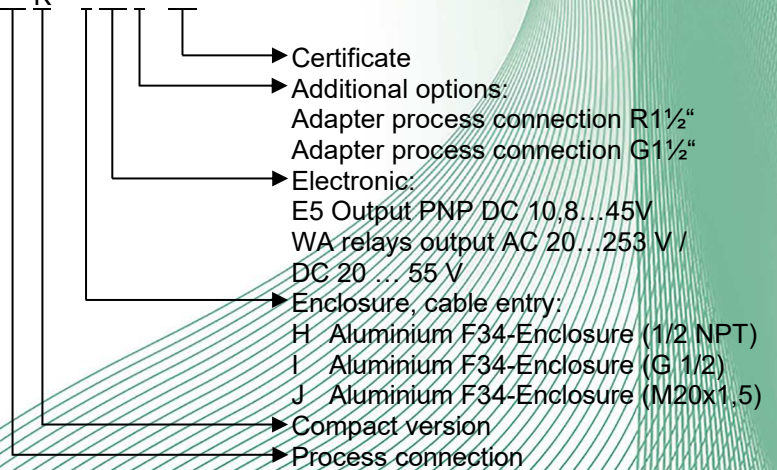 Certificate
Additional options:
Adapter process connection R1½“
Adapter process connection G1½“
Electronic:
E5 Output PNP DC 10,8…45V
WA relays output AC 20…253 V /
DC 20 … 55 V
Enclosure, cable entry:
H Aluminium F34-Enclosure (1/2 NPT)
I Aluminium F34-Enclosure (G 1/2)
J Aluminium F34-Enclosure (M20x1,5)
Compact version
Process connection